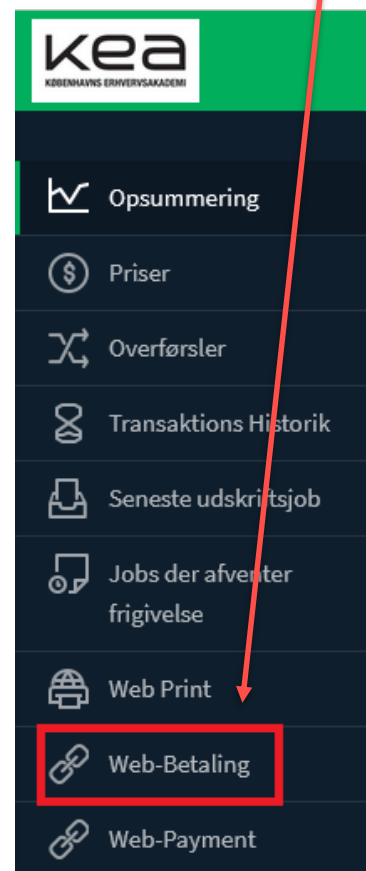 kea
KØBENHAVNS ERHVERVSAKADEMI
Opsummering
Priser
Overførsler
Transaktions Historik
Seneste udskriftsjob
Jobs der afventer
frigivelse
Web Print
Web-Betaling
Web-Payment